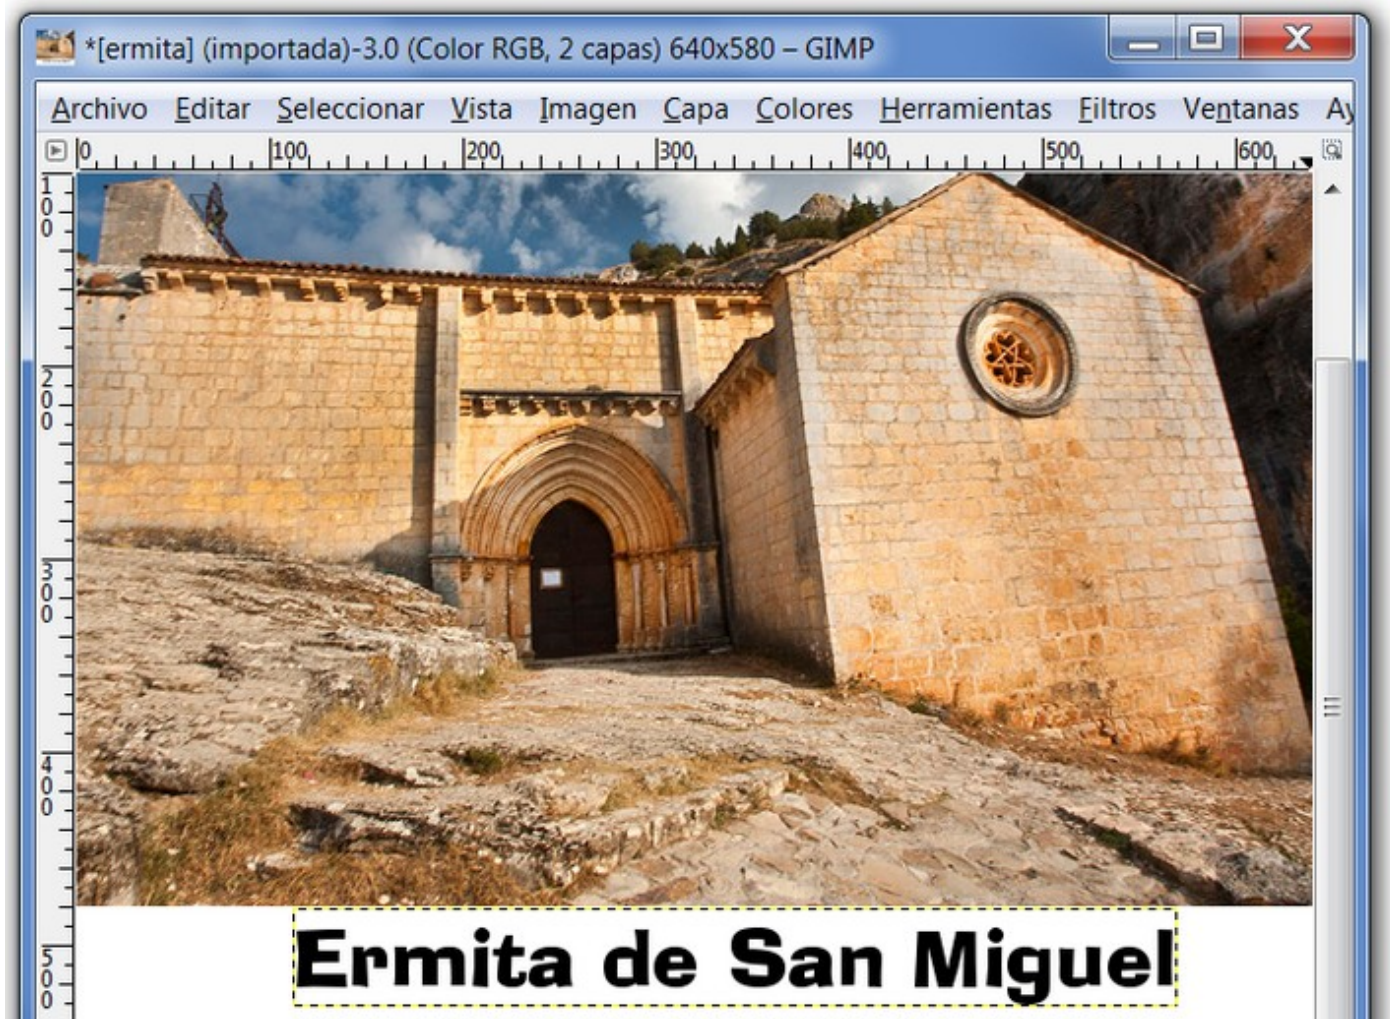 *[ermita] (importada)-3.0 (Color RGB, 2 capas) 640x580 – GIMP
Archivo Editar Seleccionar Vista Imagen Capa Colores Herramientas Filtros Ventanas Ay
0 100 200 300 400 500 600
100
200
300
400
500
Ermita de San Miguel